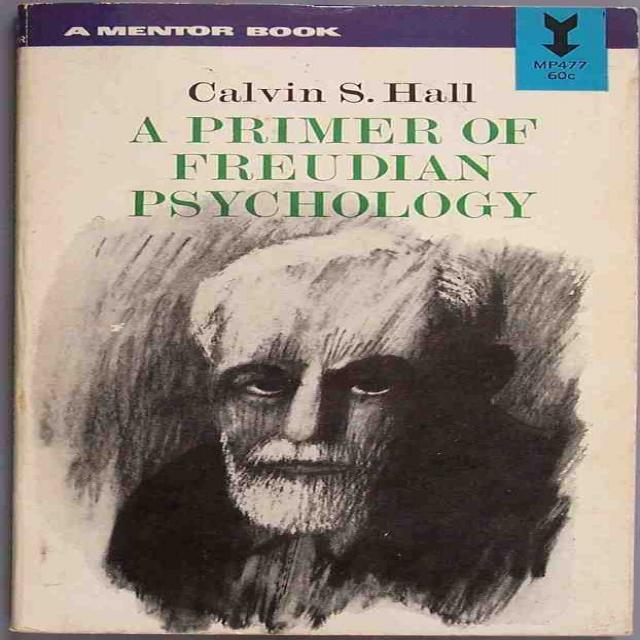 A MENTOR BOOK
MP477
60c
Calvin S. Hall
A PRIMER OF
FREUDIAN
PSYCHOLOGY